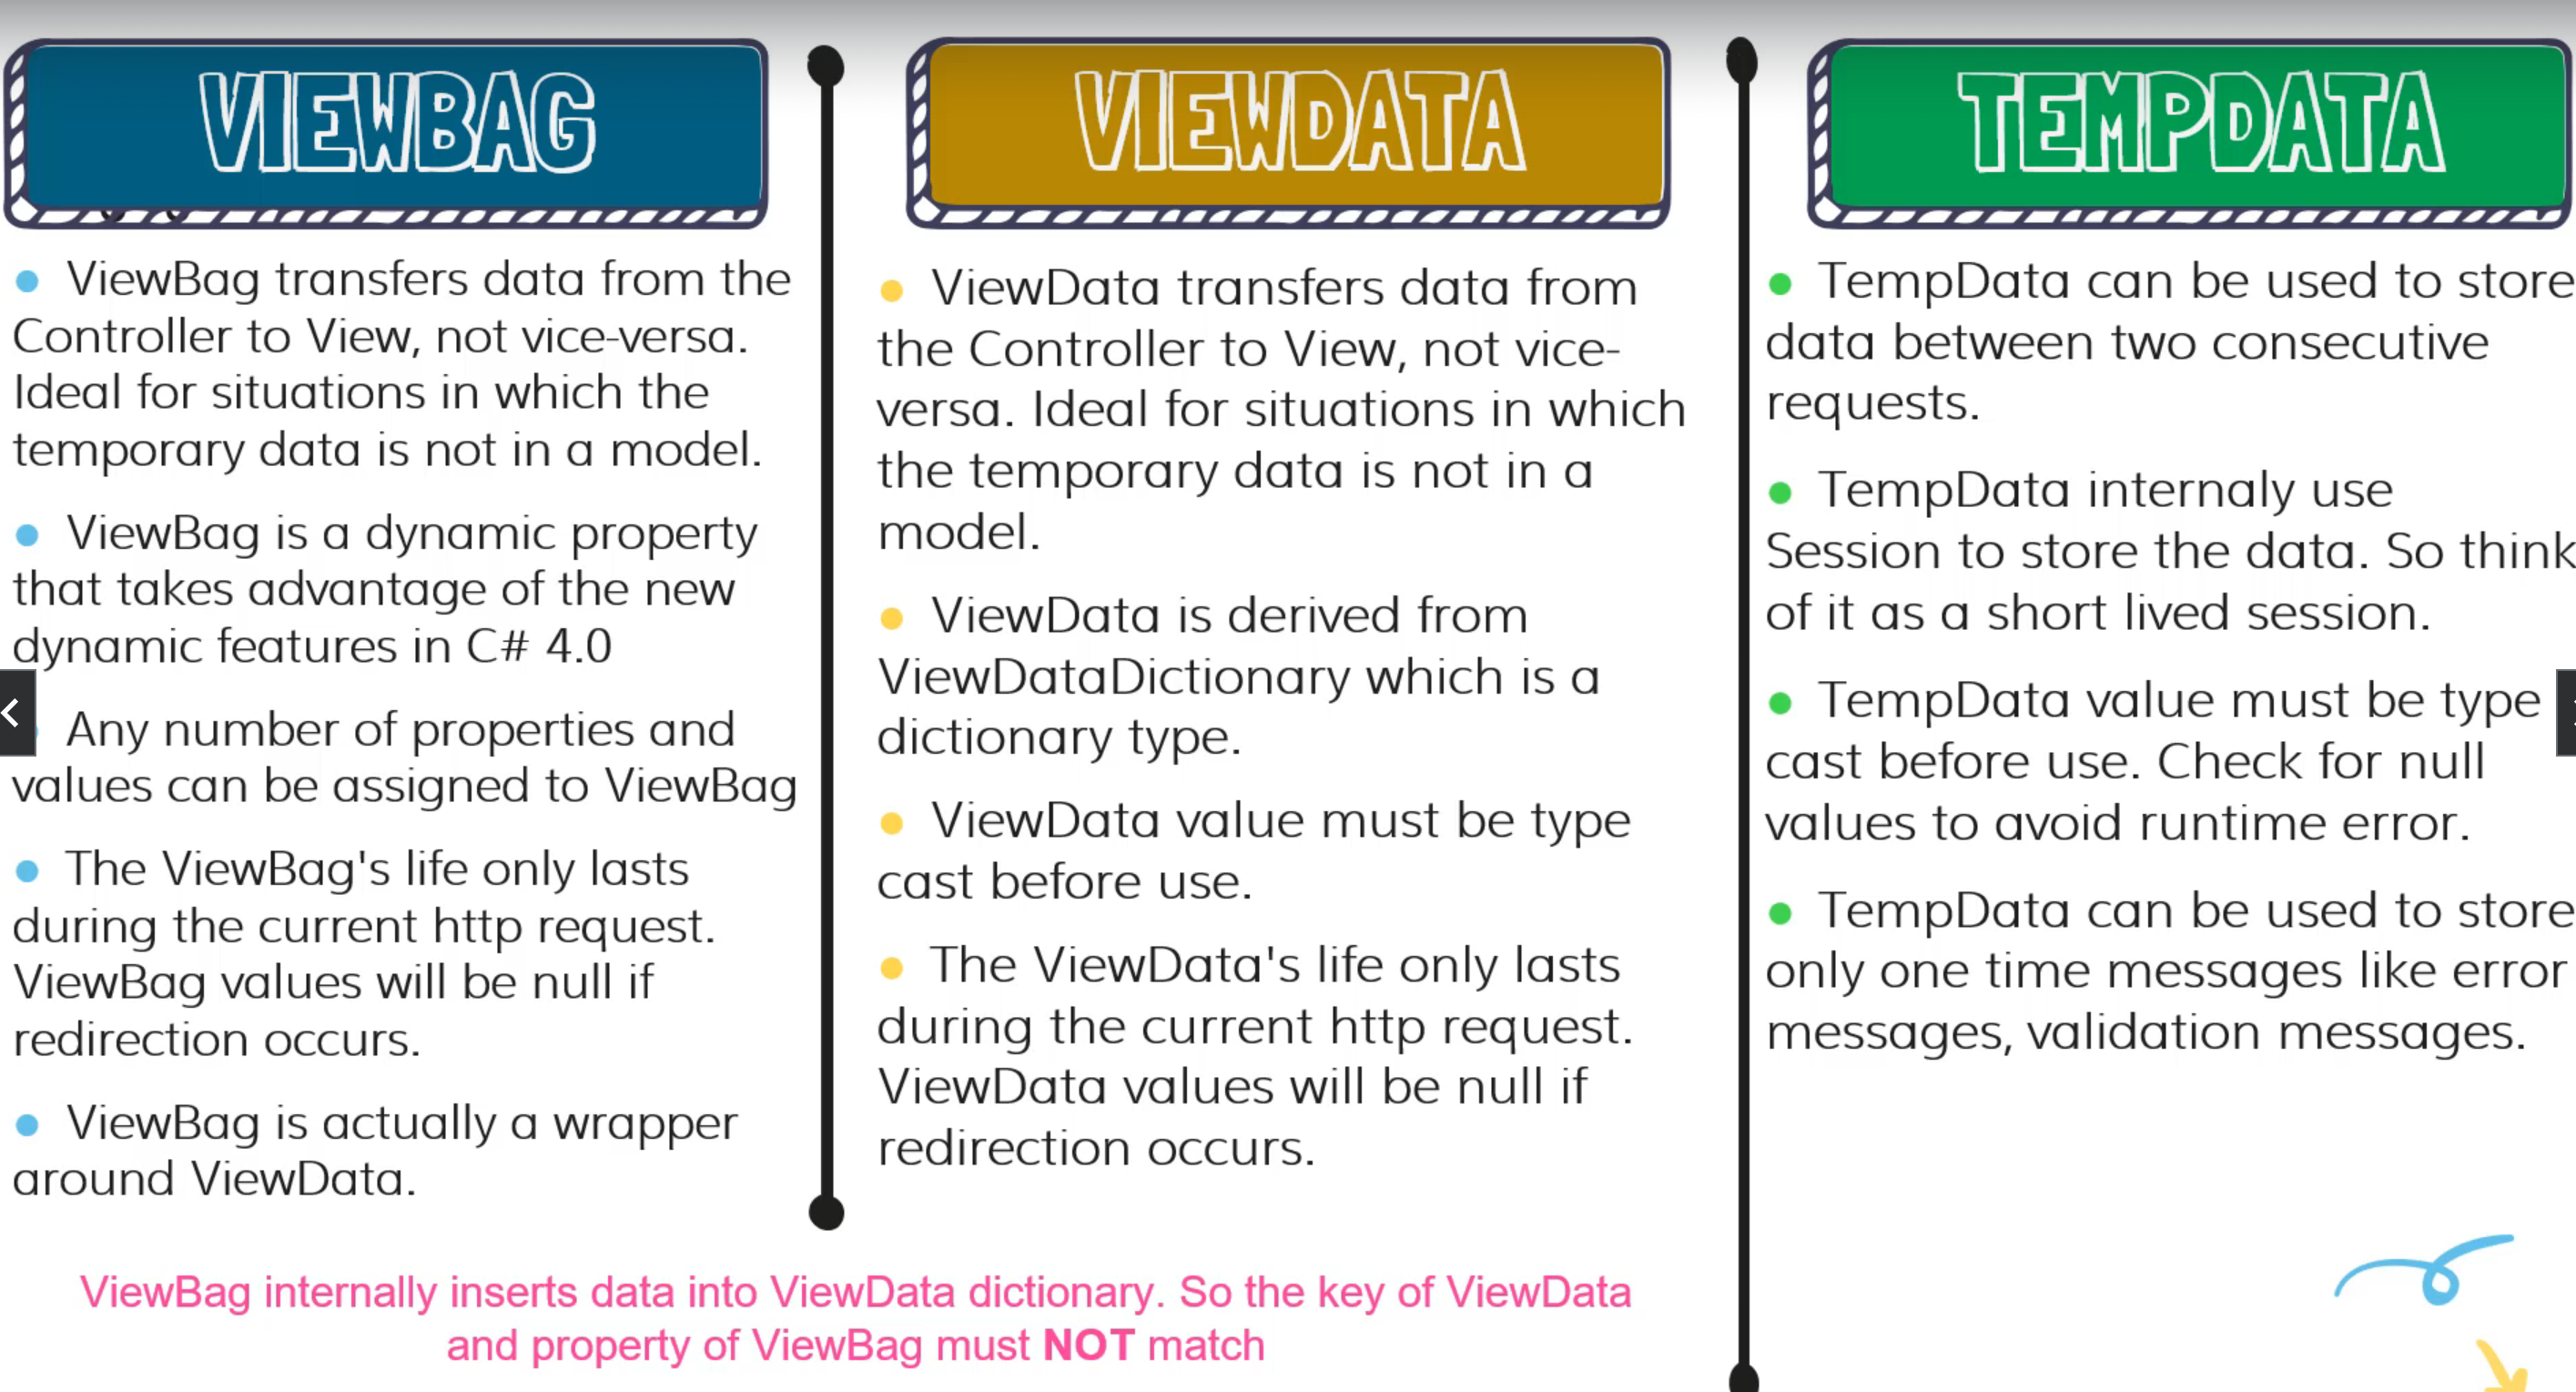 VIEWBAG
ViewBag transfers data from the
Controller to View, not vice-versa.
Ideal for situations in which the
temporary data is not in a model.
ViewBag is a dynamic property
that takes advantage of the new
dynamic features in C# 4.0
Any number of properties and
values can be assigned to ViewBag
The ViewBag's life only lasts
during the current http request.
ViewBag values will be null if
redirection occurs.
ViewBag is actually a wrapper
around ViewData.
VIEWDATA
ViewData transfers data from
the Controller to View, not vice-
versa. Ideal for situations in which
the temporary data is not in a
model.
ViewData is derived from
ViewDataDictionary which is a
dictionary type.
ViewData value must be type
cast before use.
The ViewData's life only lasts
during the current http request.
ViewData values will be null if
redirection occurs.
ViewBag internally inserts data into ViewData dictionary. So the key of ViewData
and property of ViewBag must NOT match
TEMPDATA
TempData can be used to store
data between two consecutive
requests.
TempData internaly use
Session to store the data. So think
of it as a short lived session.
TempData value must be type
cast before use. Check for null
values to avoid runtime error.
TempData can be used to store
only one time messages like error
messages, validation messages.